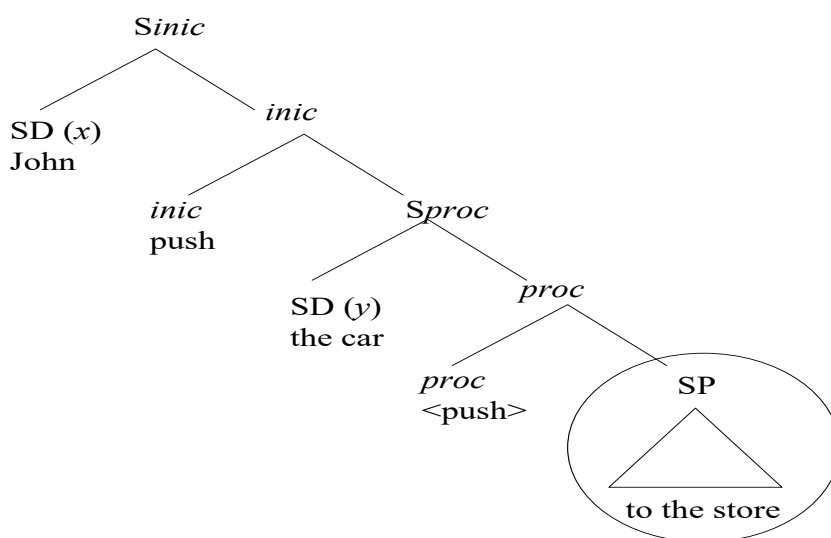 Sinic
SD (x)
John
inic
inic
push
Sproc
SD (y)
the car
proc
proc
<push>
SP
to the store